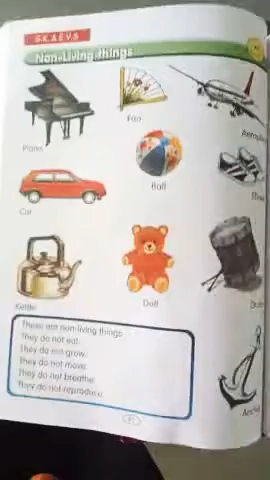 G.K. & E.V.S
Non-Living things
Piano
Fan
Ball
Car
Kettle
Doll
These are non-living things
They do not eat.
They do not grow.
They do not move.
They do not breathe
They do not reproduce